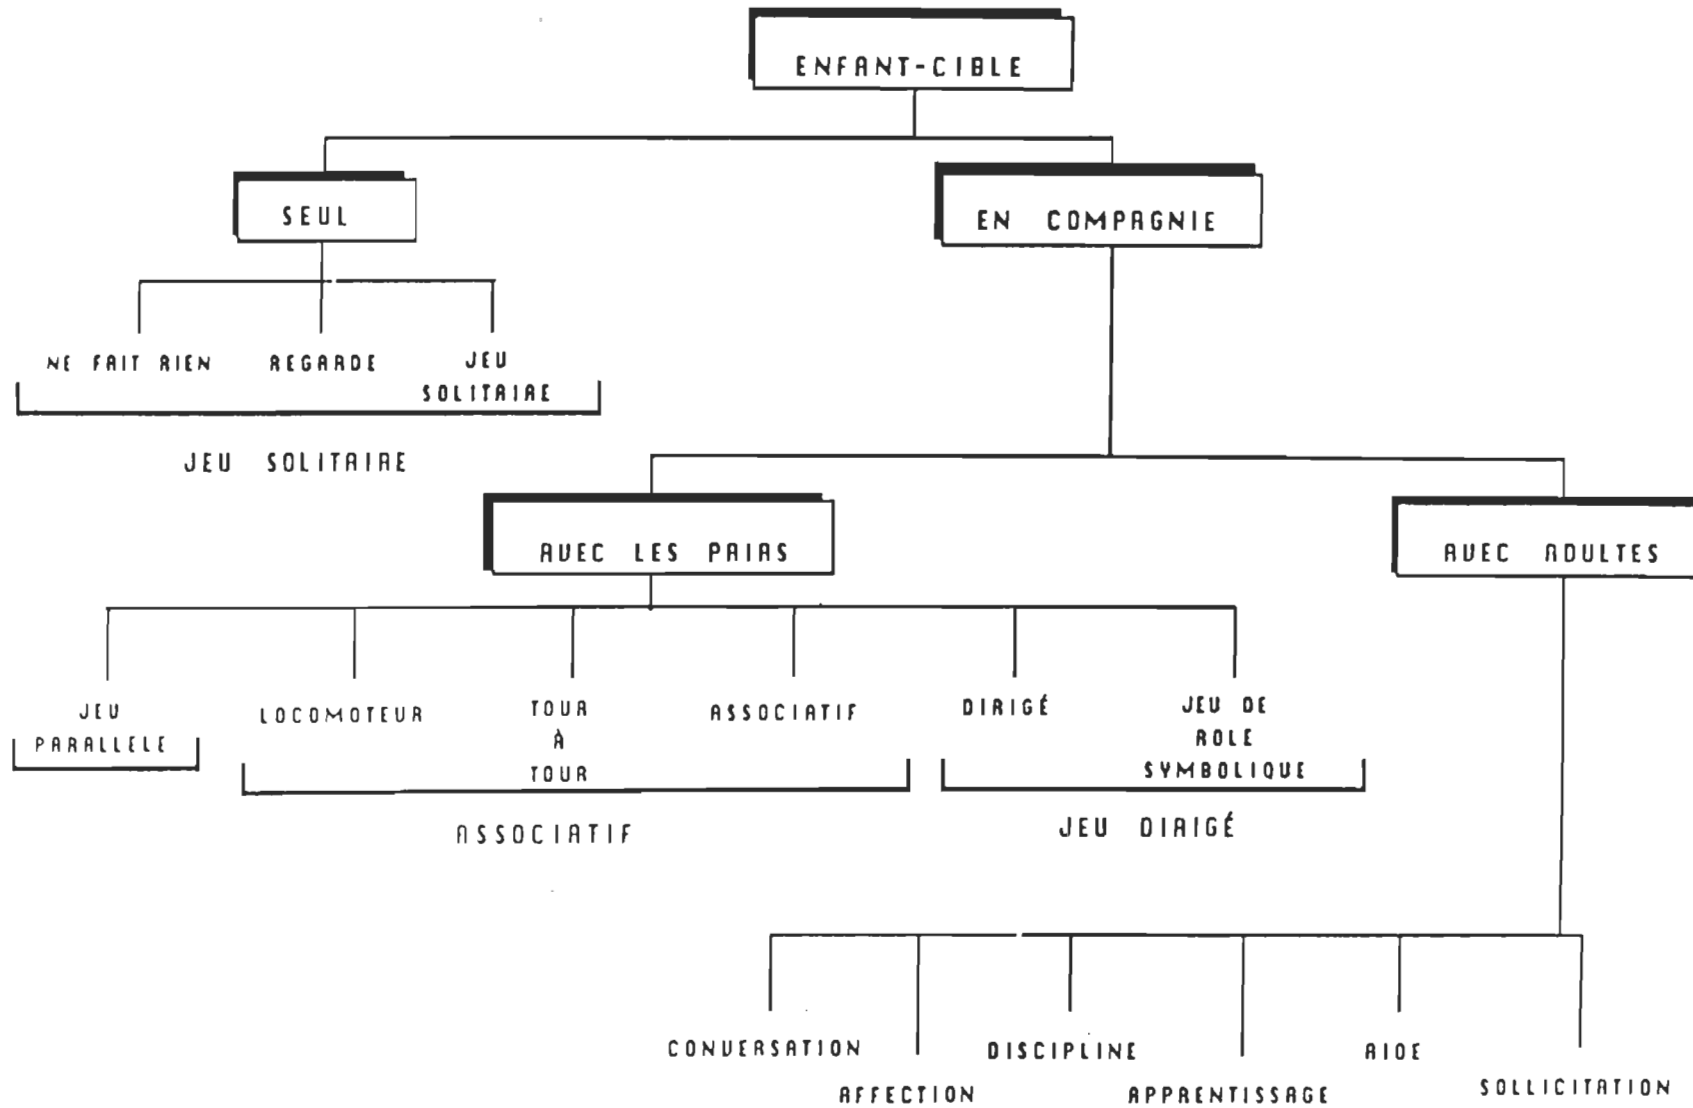 ENFANT-CIBLE
SEUL
EN COMPAGNIE
NE FAIT RIEN
REGARDE
JEU
SOLITAIRE
JEU SOLITAIRE
AVEC LES PAIRS
AVEC ADULTES
JEU
PARALLELE
LOCOMOTEUR
TOUR
À
TOUR
ASSOCIATIF
DIRIGÉ
JEU DE
ROLE
SYMBOLIQUE
ASSOCIATIF
JEU DIRIGÉ
CONVERSATION
AFFECTION
DISCIPLINE
APPRENTISSAGE
AIDE
SOLLICITATION